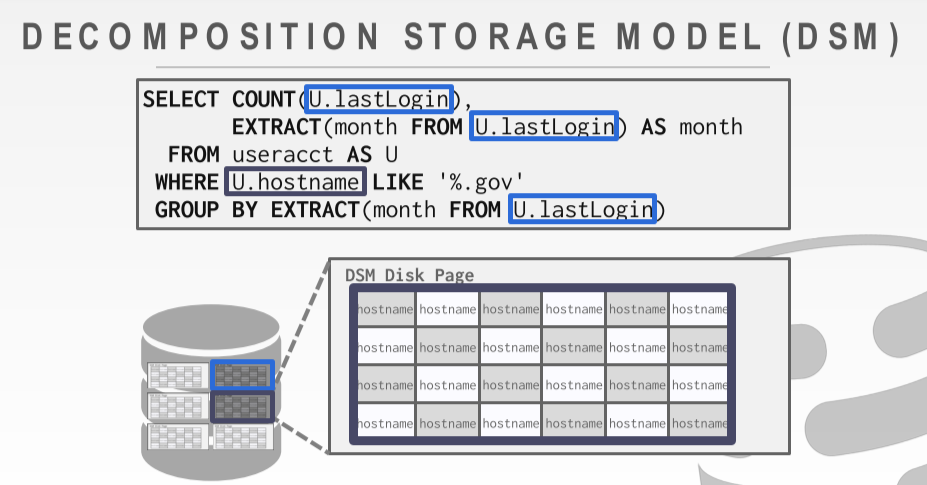 DECOMPOSITION STORAGE MODEL (DSM)
SELECT COUNT(U.lastLogin),
EXTRACT(month FROM U.lastLogin) AS month
FROM useracct AS U
WHERE U.hostname LIKE '%.gov'
GROUP BY EXTRACT(month FROM U.lastLogin)
DSM Disk Page
hostname hostname hostname hostname hostname hostname
hostname hostname hostname hostname hostname hostname
hostname hostname hostname hostname hostname hostname
hostname hostname hostname hostname hostname hostname